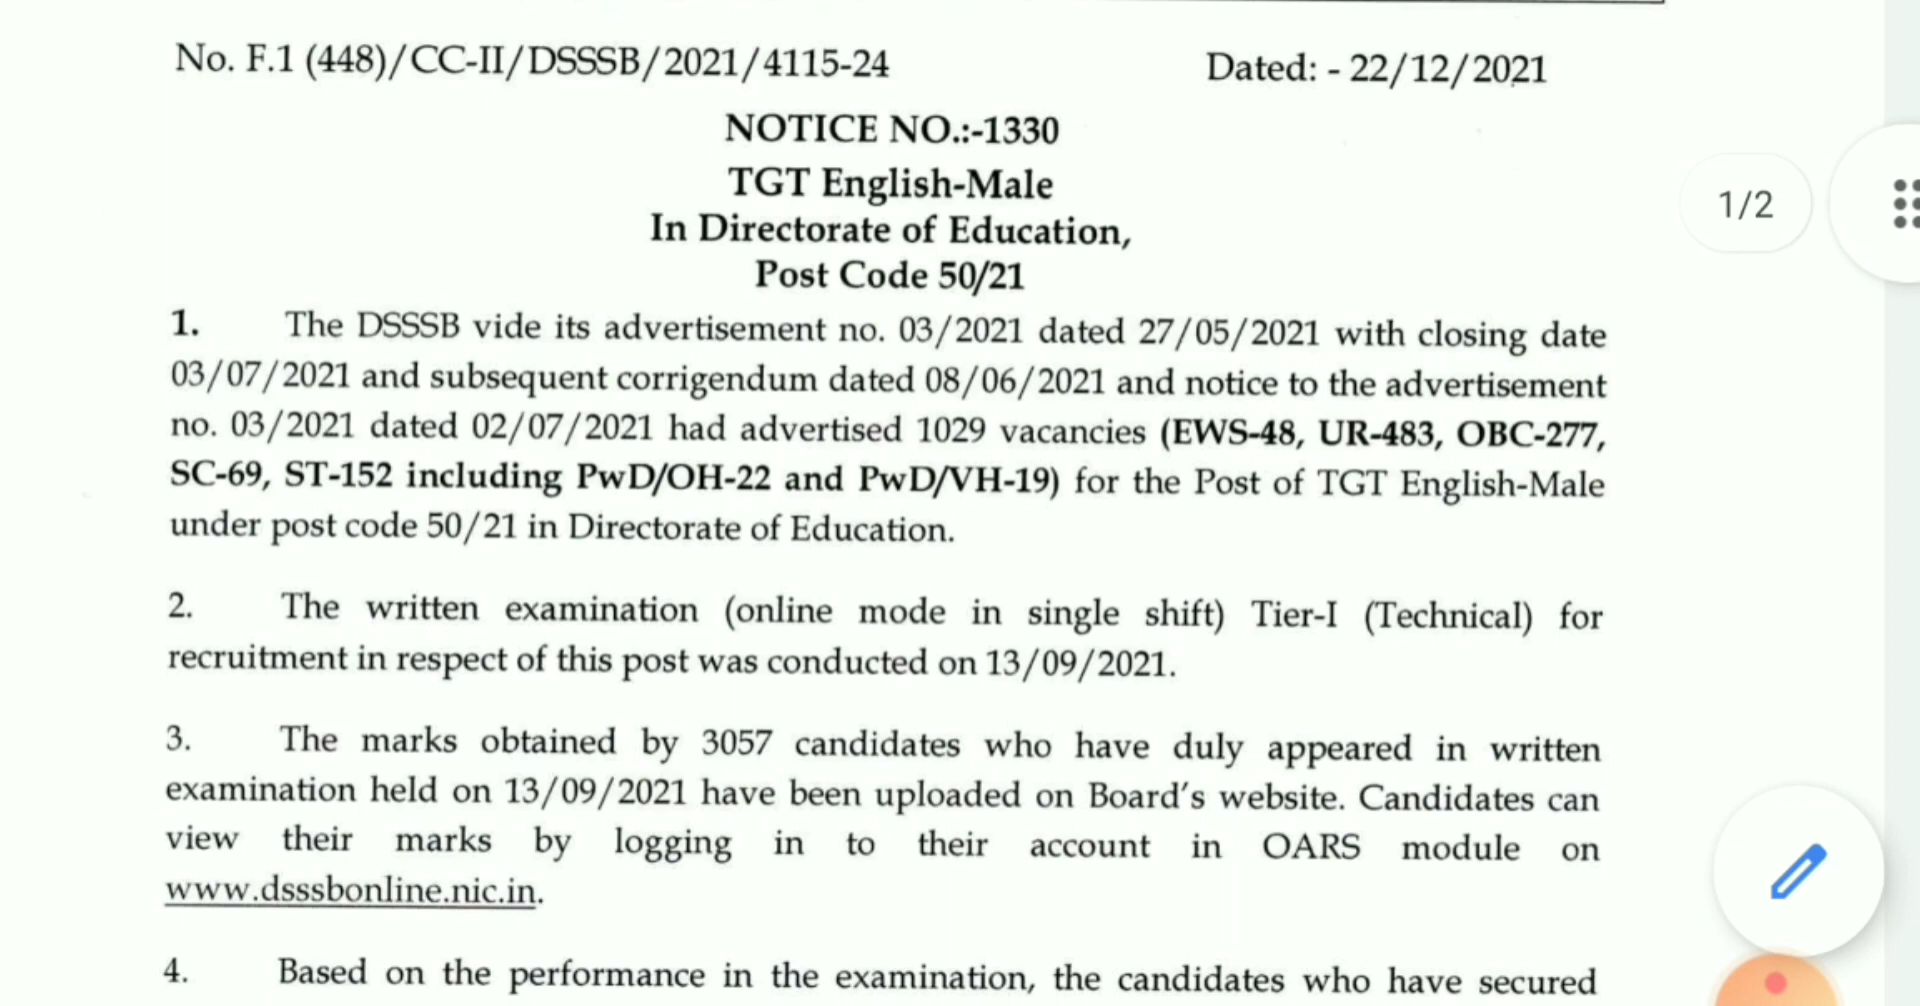 No. F.1 (448)/CC-II/DSSSB/2021/4115-24 Dated: - 22/12/2021
NOTICE NO.:-1330
TGT English-Male
In Directorate of Education,
Post Code 50/21
1/2
1. The DSSSB vide its advertisement no. 03/2021 dated 27/05/2021 with closing date
03/07/2021 and subsequent corrigendum dated 08/06/2021 and notice to the advertisement
no. 03/2021 dated 02/07/2021 had advertised 1029 vacancies (EWS-48, UR-483, OBC-277,
SC-69, ST-152 including PwD/OH-22 and PwD/VH-19) for the Post of TGT English-Male
under post code 50/21 in Directorate of Education.
2. The written examination (online mode in single shift) Tier-I (Technical) for
recruitment in respect of this post was conducted on 13/09/2021.
3. The marks obtained by 3057 candidates who have duly appeared in written
examination held on 13/09/2021 have been uploaded on Board's website. Candidates can
view their marks by logging in to their account in OARS module on
www.dsssbonline.nic.in.
4. Based on the performance in the examination, the candidates who have secured